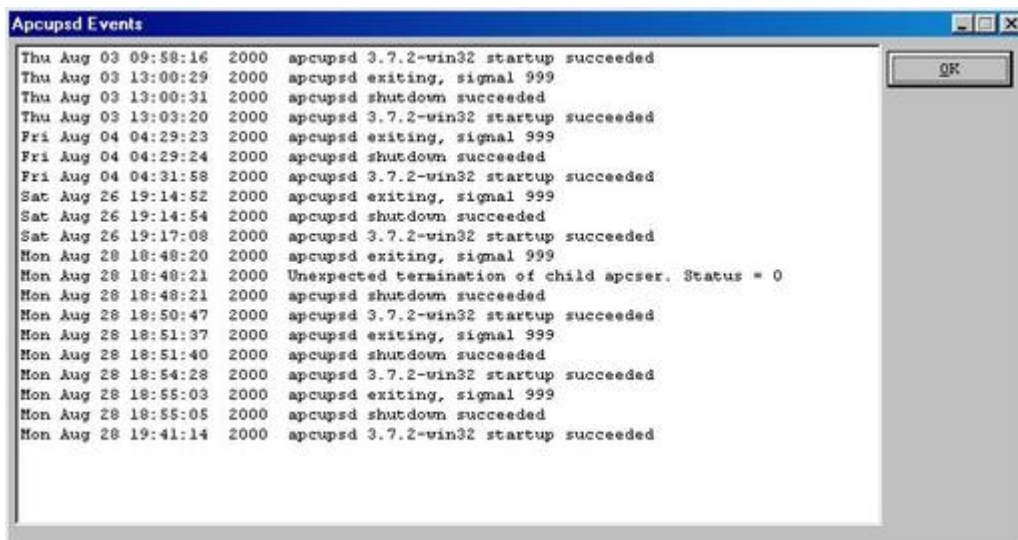 Apcupsd Events
Thu Aug 03 09:58:16 2000 apcupsd 3.7.2-win32 startup succeeded
Thu Aug 03 13:00:29 2000 apcupsd exiting, signal 999
Thu Aug 03 13:00:31 2000 apcupsd shutdown succeeded
Thu Aug 03 13:03:20 2000 apcupsd 3.7.2-win32 startup succeeded
Fri Aug 04 04:29:23 2000 apcupsd exiting, signal 999
Fri Aug 04 04:29:24 2000 apcupsd shutdown succeeded
Fri Aug 04 04:31:58 2000 apcupsd 3.7.2-win32 startup succeeded
Sat Aug 26 19:14:52 2000 apcupsd exiting, signal 999
Sat Aug 26 19:14:54 2000 apcupsd shutdown succeeded
Sat Aug 26 19:17:08 2000 apcupsd 3.7.2-win32 startup succeeded
Mon Aug 28 18:48:20 2000 apcupsd exiting, signal 999
Mon Aug 28 18:48:21 2000 Unexpected termination of child apcser. Status = 0
Mon Aug 28 18:48:21 2000 apcupsd shutdown succeeded
Mon Aug 28 18:50:47 2000 apcupsd 3.7.2-win32 startup succeeded
Mon Aug 28 18:51:37 2000 apcupsd exiting, signal 999
Mon Aug 28 18:51:40 2000 apcupsd shutdown succeeded
Mon Aug 28 18:54:28 2000 apcupsd 3.7.2-win32 startup succeeded
Mon Aug 28 18:55:03 2000 apcupsd exiting, signal 999
Mon Aug 28 18:55:05 2000 apcupsd shutdown succeeded
Mon Aug 28 19:41:14 2000 apcupsd 3.7.2-win32 startup succeeded
OK